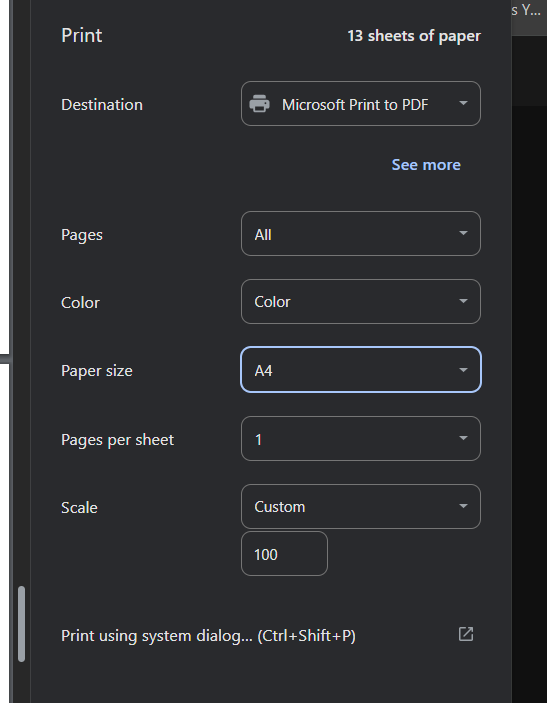 s Y...
Print
13 sheets of paper
Destination
Microsoft Print to PDF
See more
Pages
All
Color
Color
Paper size
A4
Pages per sheet
1
Scale
Custom
100
Print using system dialog... (Ctrl+Shift+P)